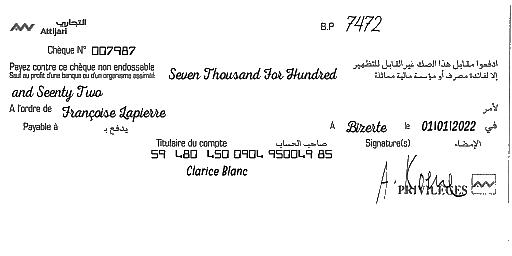 التجاري
Attijari
B.P 7472
Chèque N° 007987
Payez contre ce chèque non endossable
Sauf au profit d'une banque ou d'un organisme assimilé
Seven Thousand For Hundred
ادفعوا مقابل هذا الصك غير القابل للتظهير
إلا لفائدة مصرف أو مؤسسة مالية مماثلة
and Seenty Two
A l'ordre de Françoise Lapierre
لأمر
Payable à يدفع بـ
A Bizerte le 01/01/2022 في
Titulaire du compte صاحب الحساب
Signature(s) الإمضاء
59 480 450 0904 950049 85
Clarice Blanc
PRIVILEGES